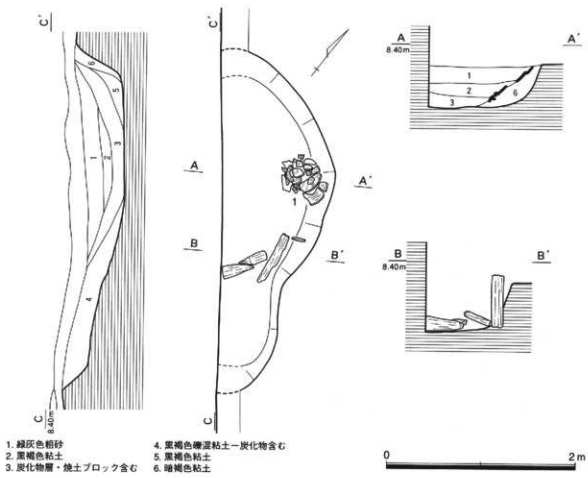 C′
C′
A
8.40m
A′
6
5
1
2
3
4
1
2
3
6
A
A′
1
B
B′
B
8.40m
B′
C
8.40m
C
1. 緑灰色粗砂
2. 黒褐色粘土
3. 炭化物層・焼土ブロック含む
4. 黒褐色礫混粘土ー炭化物含む
5. 黒褐色粘土
6. 暗褐色粘土
0
2m